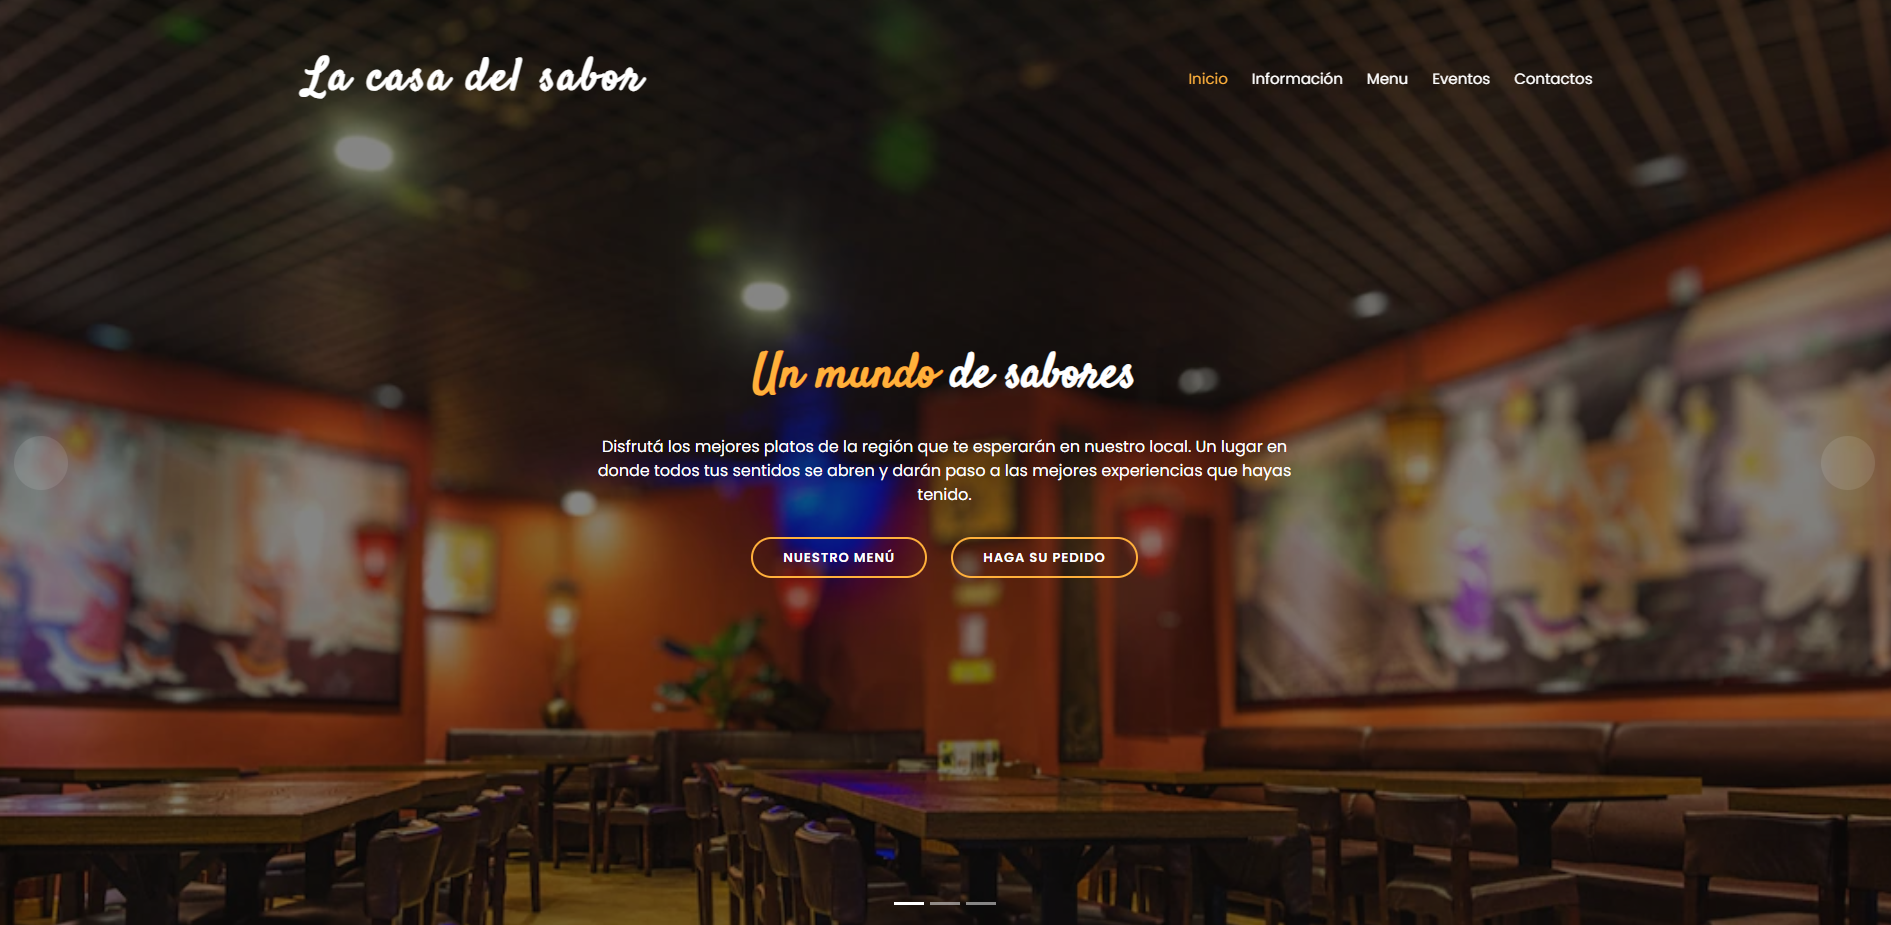 La casa del sabor
Inicio Información Menu Eventos Contactos
Un mundo de sabores
Disfrutá los mejores platos de la región que te esperarán en nuestro local. Un lugar en
donde todos tus sentidos se abren y darán paso a las mejores experiencias que hayas
tenido.
NUESTRO MENÚ HAGA SU PEDIDO